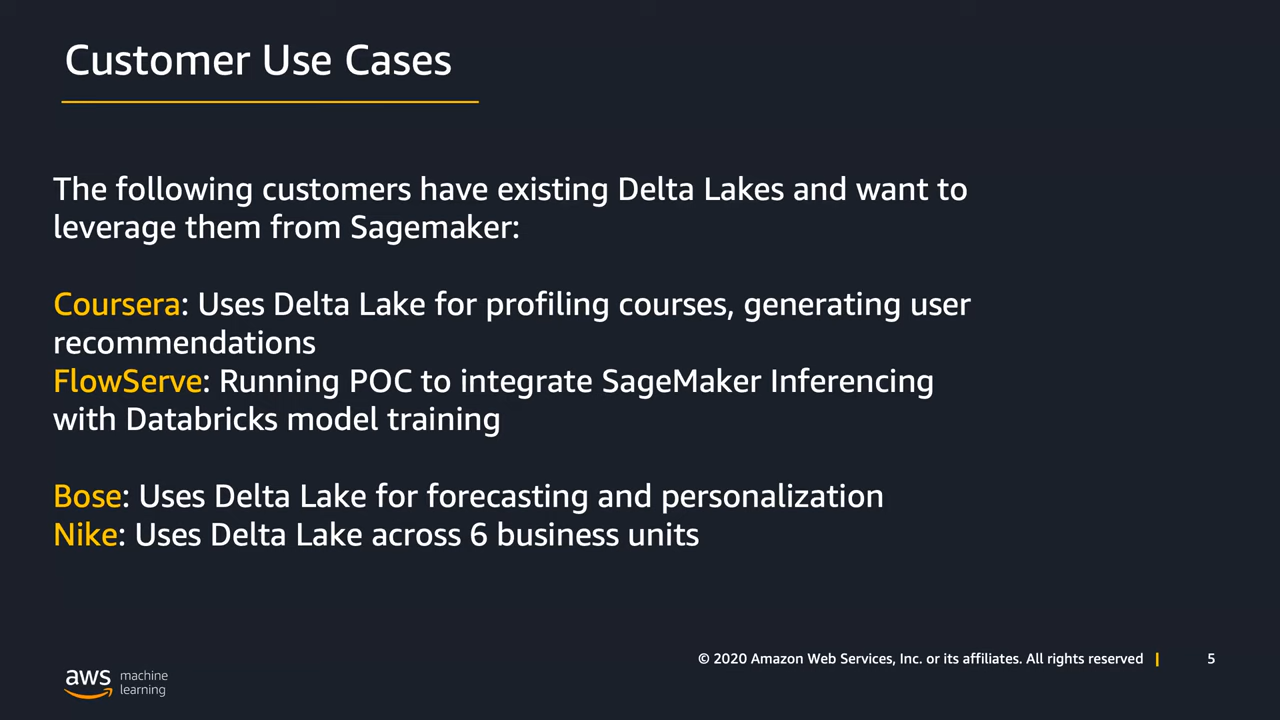 Customer Use Cases
The following customers have existing Delta Lakes and want to
leverage them from Sagemaker:
Coursera: Uses Delta Lake for profiling courses, generating user
recommendations
FlowServe: Running POC to integrate SageMaker Inferencing
with Databricks model training
Bose: Uses Delta Lake for forecasting and personalization
Nike: Uses Delta Lake across 6 business units
© 2020 Amazon Web Services, Inc. or its affiliates. All rights reserved | 5
aws machine
learning